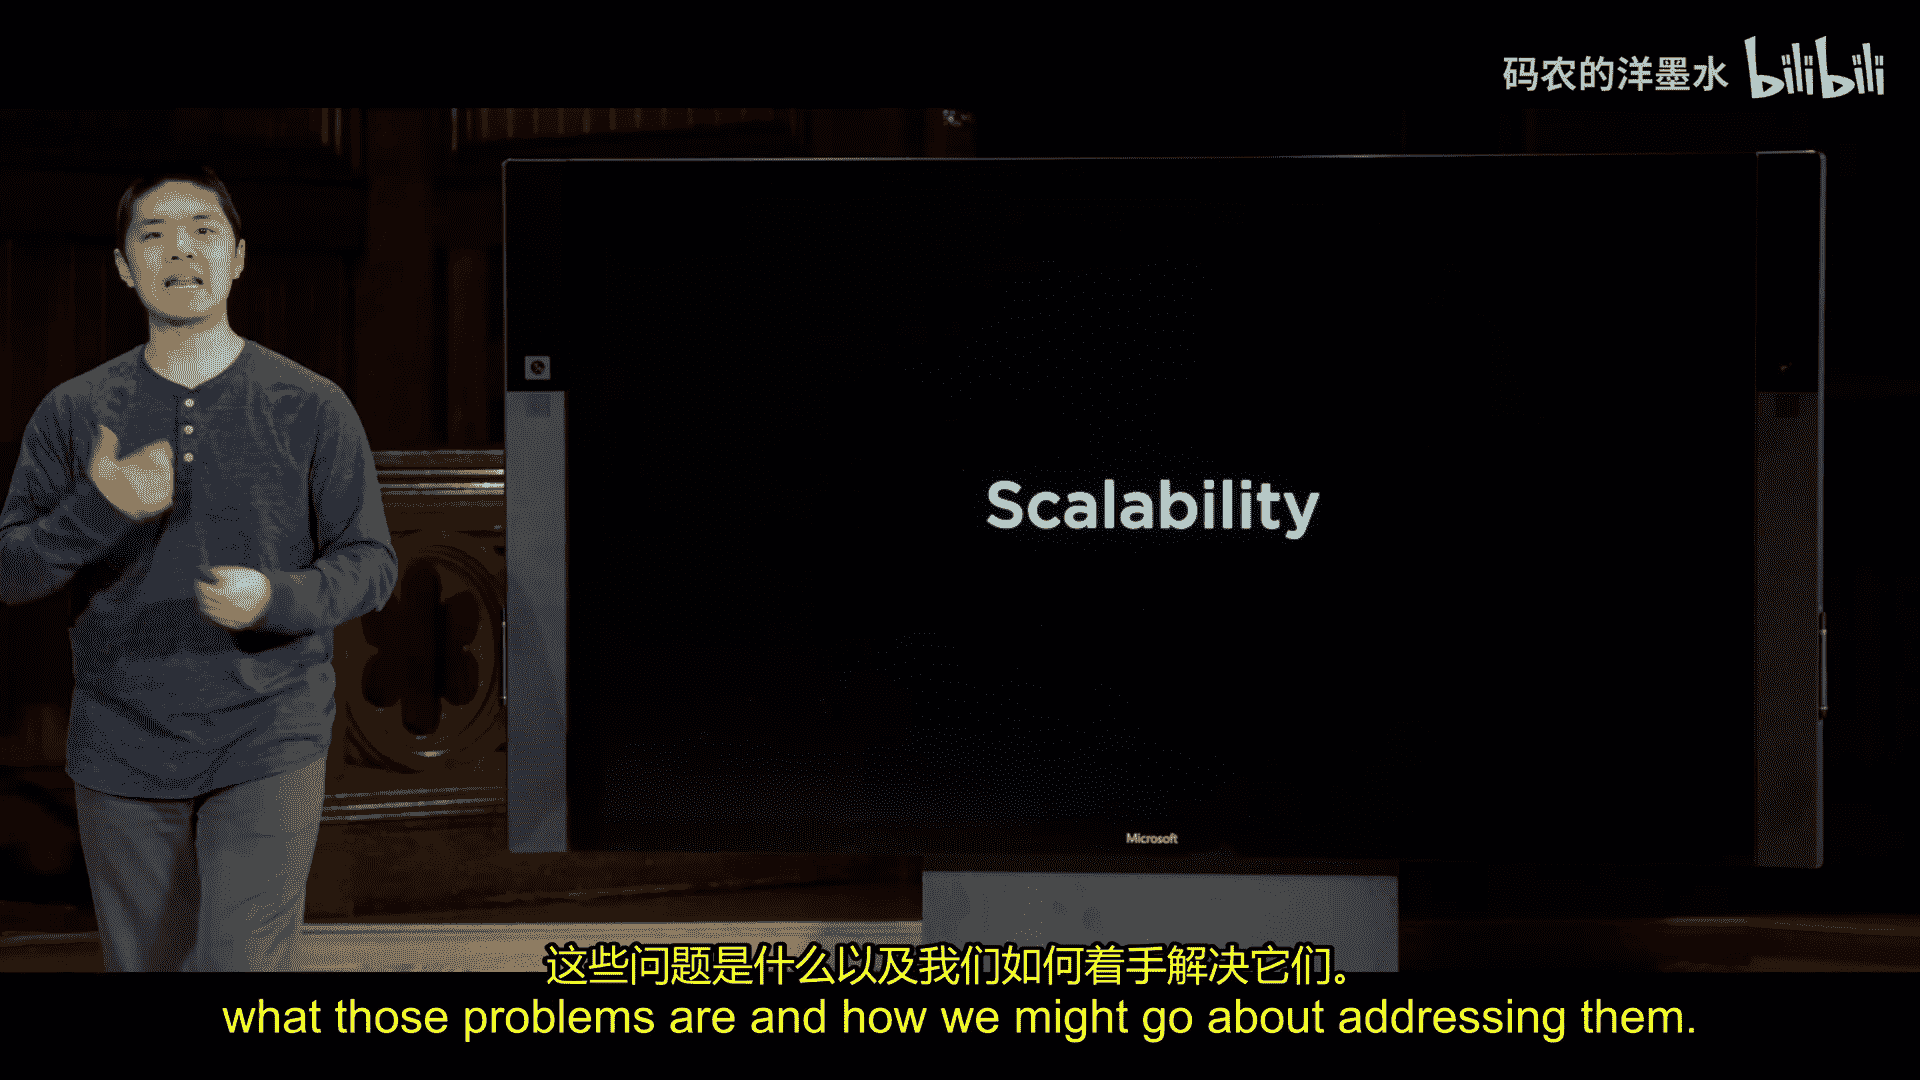 码农的洋墨水 bilibili
Scalability
Microsoft
这些问题是什么以及我们如何着手解决它们。
what those problems are and how we might go about addressing them.